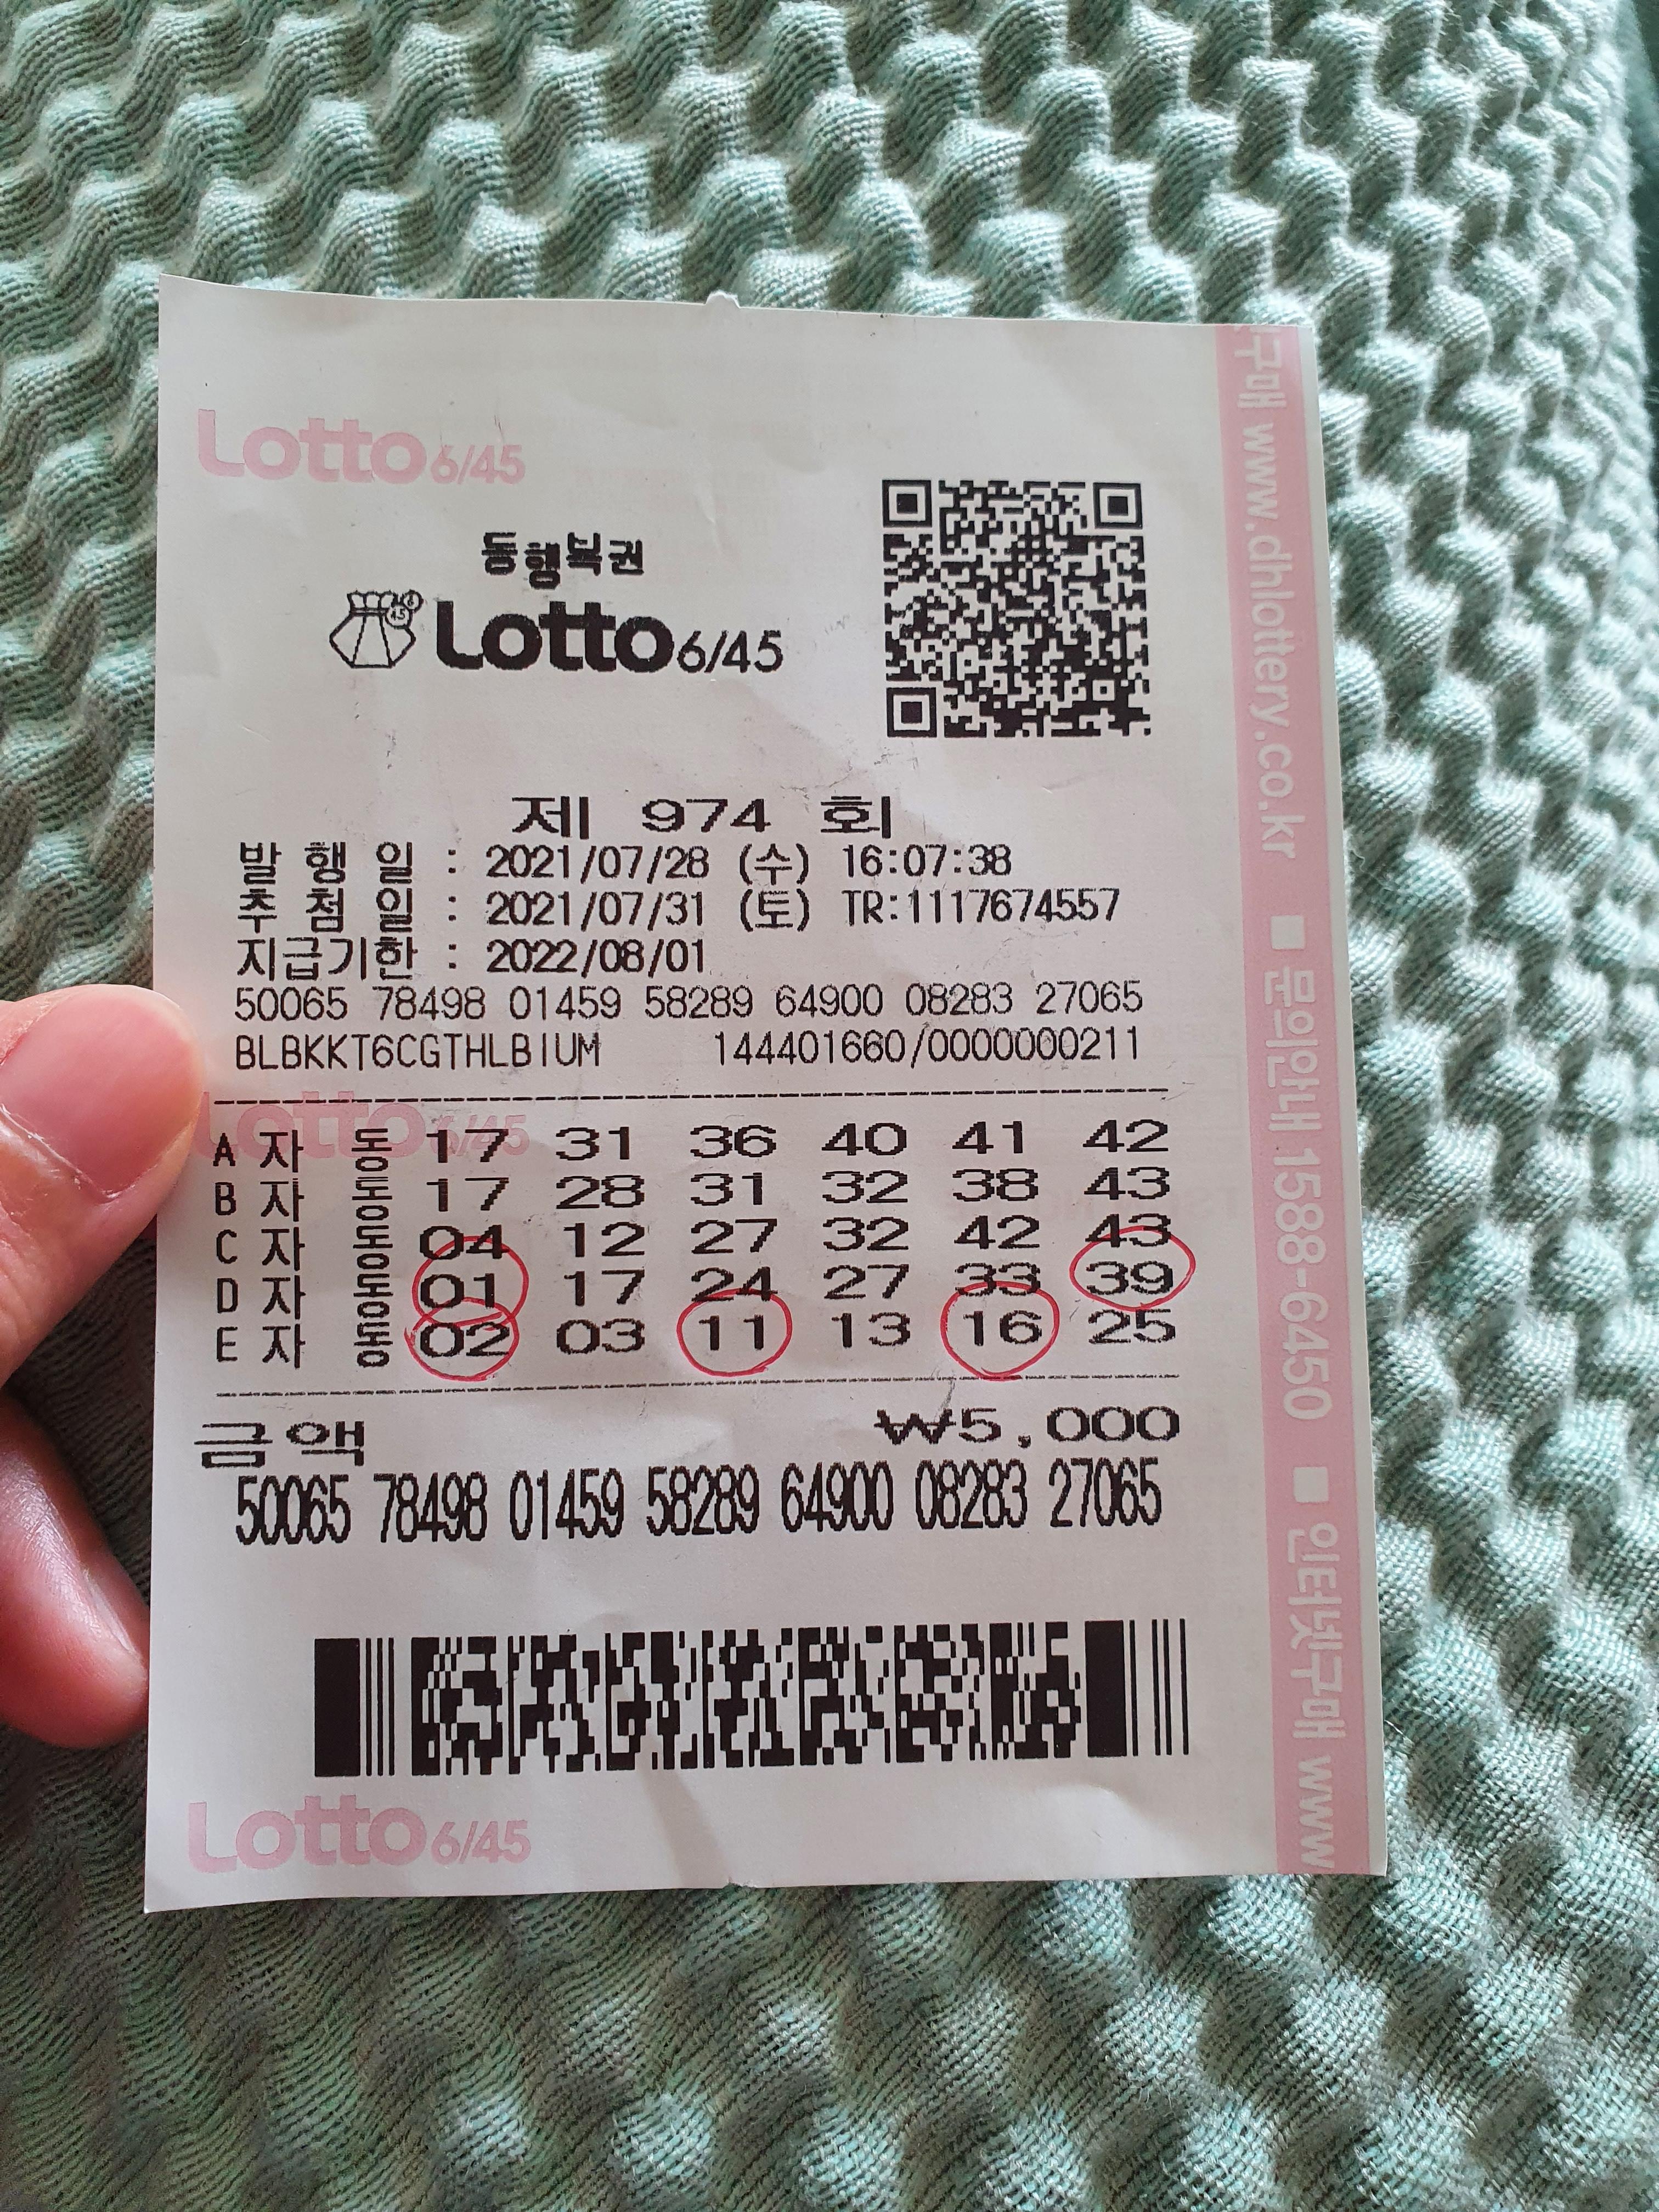 Lotto 6/45
동행복권
Lotto 6/45
제 974 회
발 행 일 : 2021/07/28 (수) 16:07:38
추 첨 일 : 2021/07/31 (토) TR:1117674557
지급기한 : 2022/08/01
50065 78498 01459 58289 64900 08283 27065
BLBKKT6CGTHLBIUM 144401660/0000000211
Lotto 6/45
A 자 동 17 31 36 40 41 42
B 자 동 17 28 31 32 38 43
C 자 동 04 12 27 32 42 43
D 자 동 01 17 24 27 33 39
E 자 동 02 03 11 13 16 25
금액 ₩5,000
50065 78498 01459 58289 64900 08283 27065
Lotto 6/45
구매 www.dhlottery.co.kr ■ 문의안내 1588-6450 ■ 인터넷구매 www